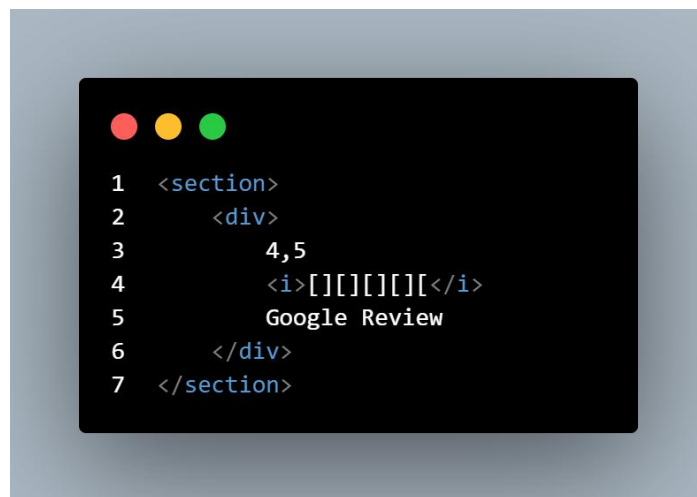 1 <section>
2 <div>
3 4,5
4 <i>[][][][][</i>
5 Google Review
6 </div>
7 </section>